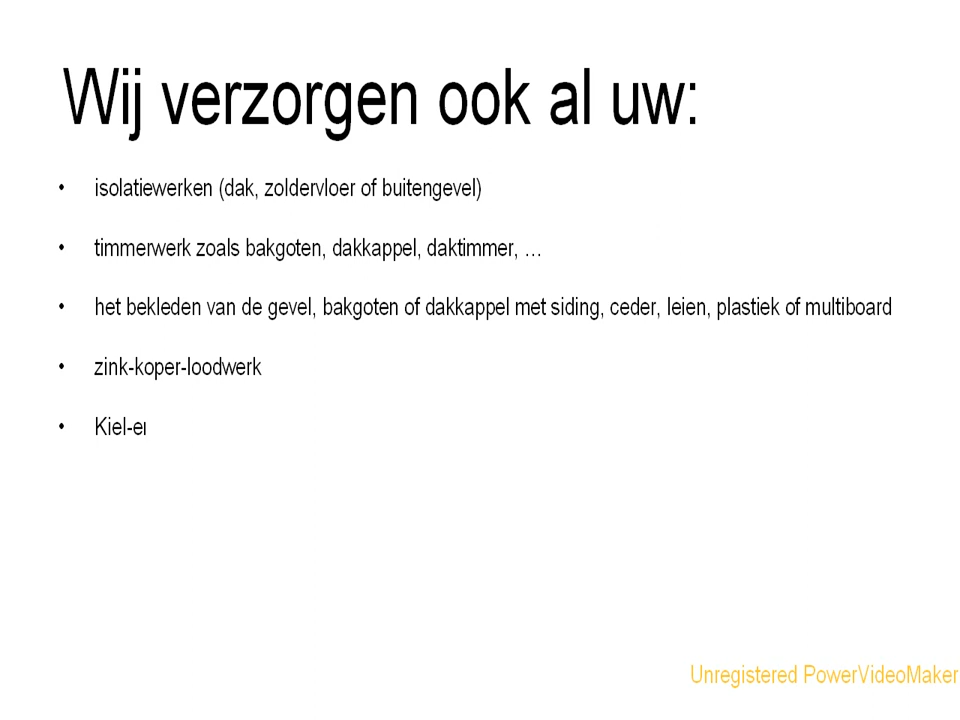 Wij verzorgen ook al uw:
• isolatiewerken (dak, zoldervloer of buitengevel)
• timmerwerk zoals bakgoten, dakkappel, daktimmer, …
• het bekleden van de gevel, bakgoten of dakkappel met siding, ceder, leien, plastiek of multiboard
• zink-koper-loodwerk
• Kiel-e
Unregistered PowerVideoMaker